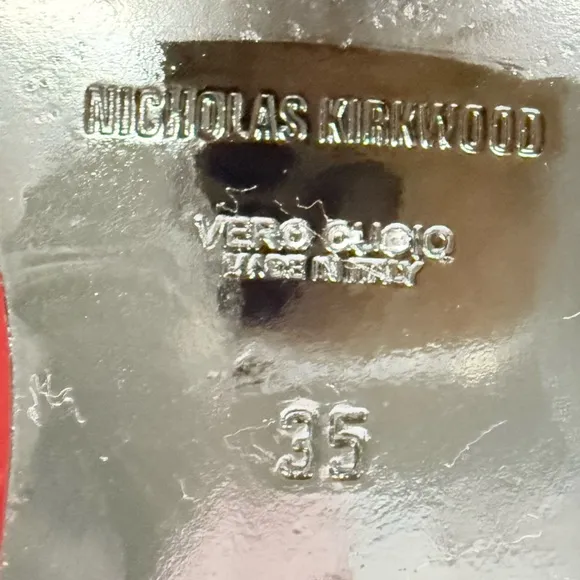 NICHOLAS KIRKWOOD
VERO CUOIO
MADE IN ITALY
35